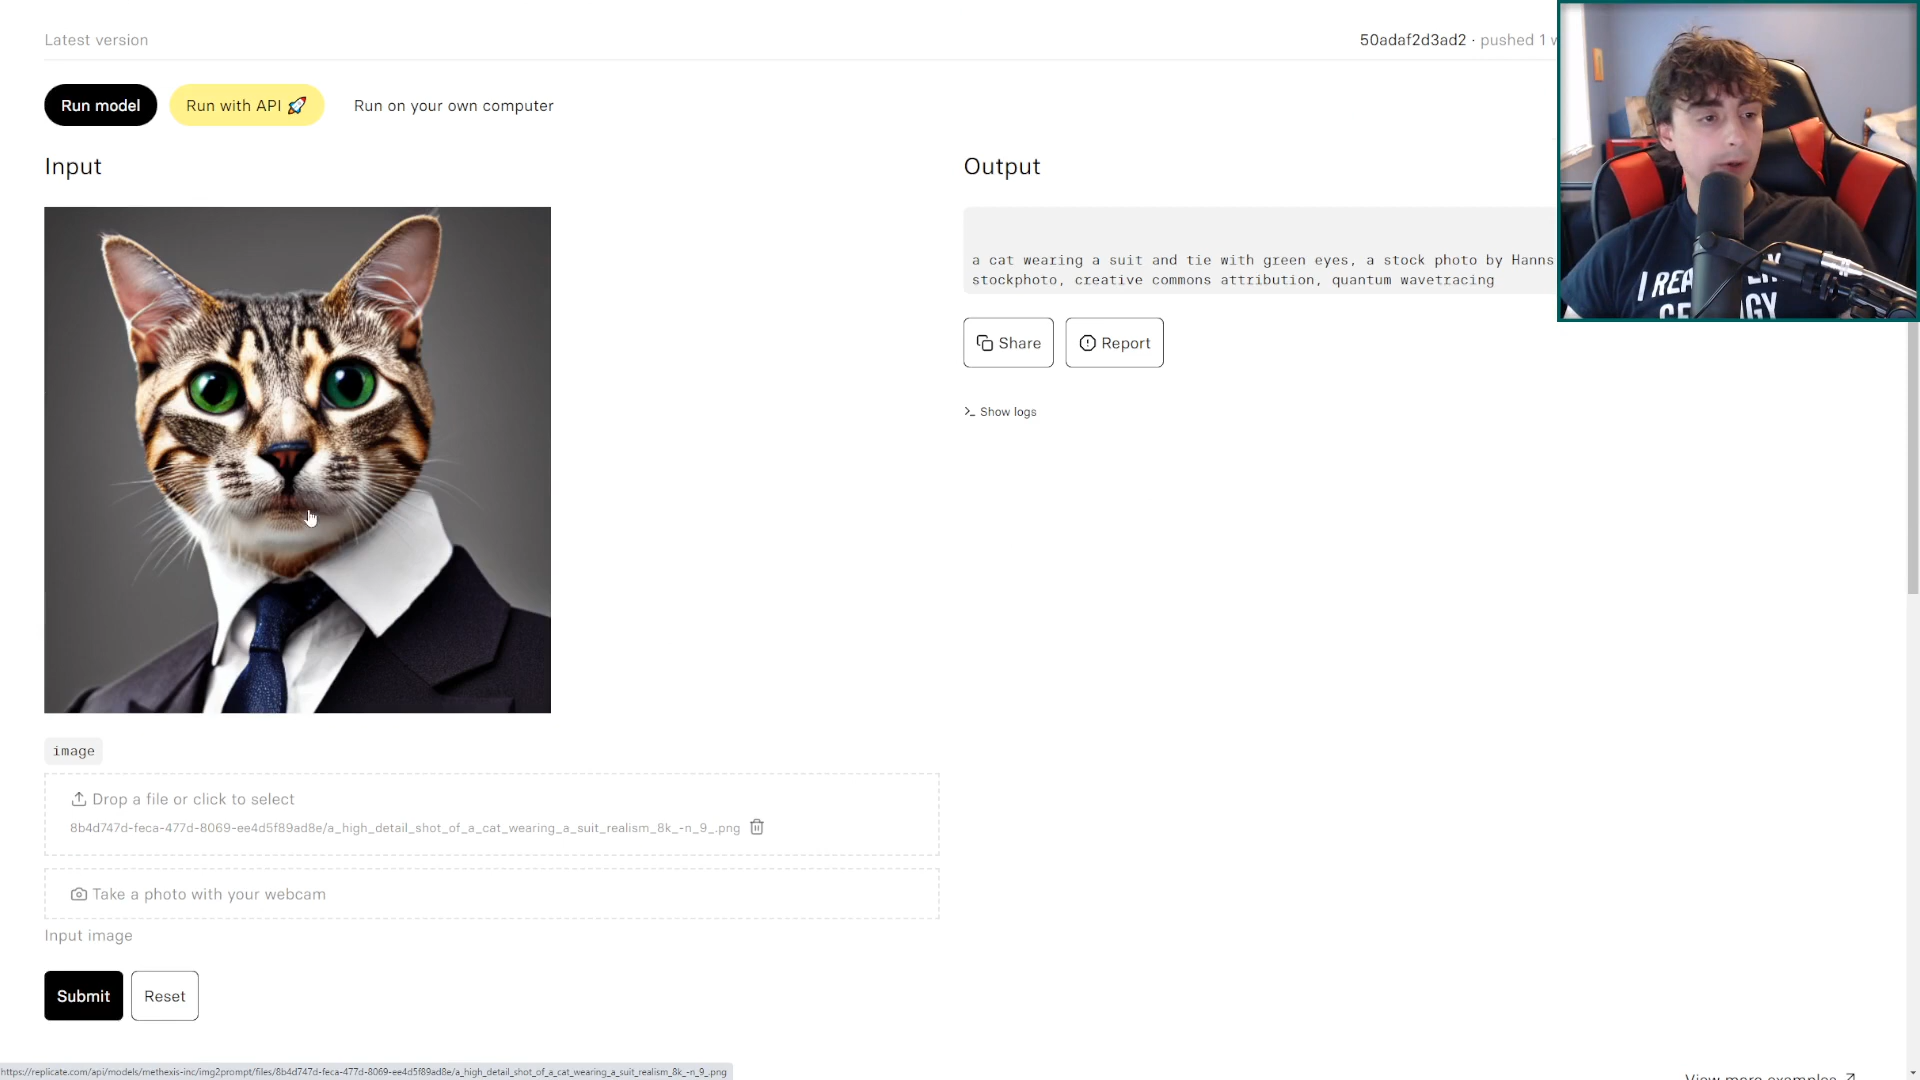 Latest version
50adaf2d3ad2 · pushed 1
Run model
Run with API 🚀
Run on your own computer
Input
Output
a cat wearing a suit and tie with green eyes, a stock photo by Hanns
stockphoto, creative commons attribution, quantum wavetracing
Share
Report
>_ Show logs
image
Drop a file or click to select
8b4d747d-feca-477d-8069-ee4d5f89ad8e/a_high_detail_shot_of_a_cat_wearing_a_suit_realism_8k_-n_9_.png
Take a photo with your webcam
Input image
Submit
Reset
https://replicate.com/api/models/methexis-inc/img2prompt/files/8b4d747d-feca-477d-8069-ee4d5f89ad8e/a_high_detail_shot_of_a_cat_wearing_a_suit_realism_8k_-n_9_.png
View more examples